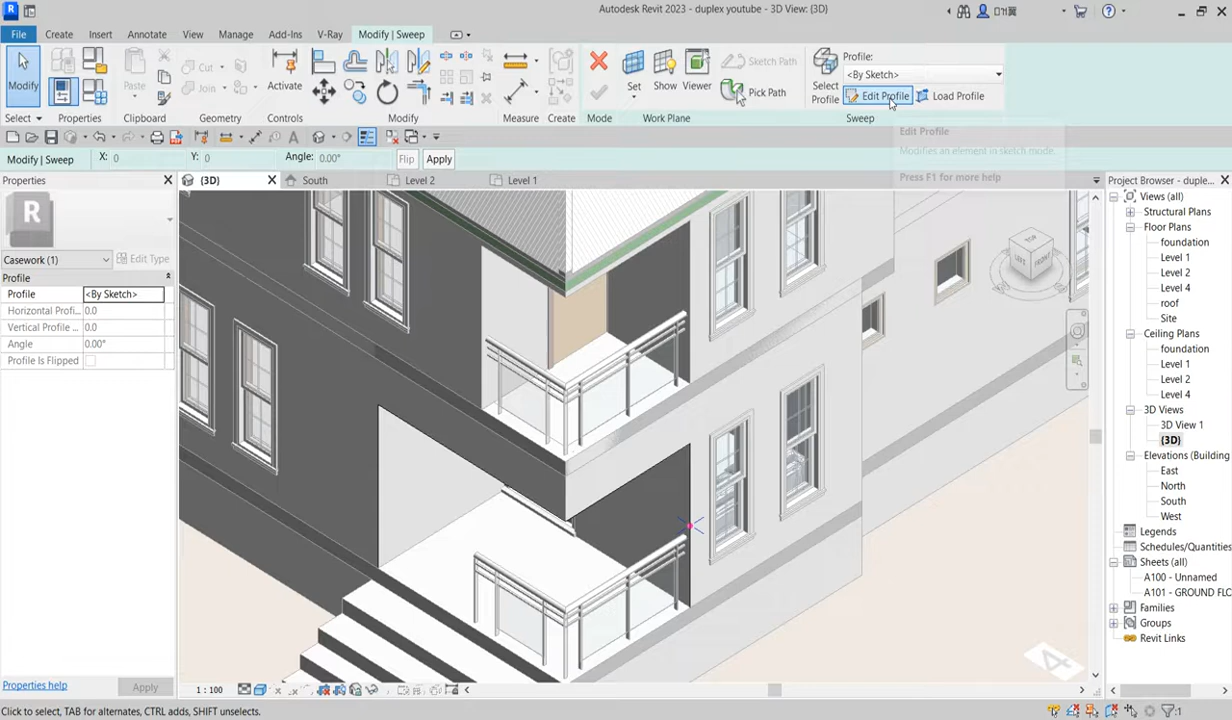 Autodesk Revit 2023 - duplex youtube - 3D View: {3D}
File Create Insert Annotate View Manage Add-Ins V-Ray Modify | Sweep
Modify
Select
Properties
Paste
Clipboard
Cut
Join
Geometry
Activate
Controls
Modify
Measure
Create
Create
Mode
Set
Show
Viewer
Work Plane
Sketch Path
Pick Path
Select
Profile
Profile:
<By Sketch>
Edit Profile
Load Profile
Sweep
Edit Profile
Modifies an element in sketch mode.
Press F1 for more help
Modify | Sweep X: 0 Y: 0 Angle: 0.00° Flip Apply
Properties
(3D) South Level 2 Level 1
Casework (1)
Edit Type
Profile
Profile <By Sketch>
Horizontal Profi... 0.0
Vertical Profile ... 0.0
Angle 0.00°
Profile Is Flipped
Properties help
Apply
TOP
LEFT
FRONT
Project Browser - duple...
Views (all)
Structural Plans
Floor Plans
foundation
Level 1
Level 2
Level 4
roof
Site
Ceiling Plans
foundation
Level 1
Level 2
Level 4
3D Views
3D View 1
{3D}
Elevations (Building
East
North
South
West
Legends
Schedules/Quantities
Sheets (all)
A100 - Unnamed
A101 - GROUND FLC
Families
Groups
Revit Links
1 : 100
Click to select, TAB for alternates, CTRL adds, SHIFT unselects.
:1